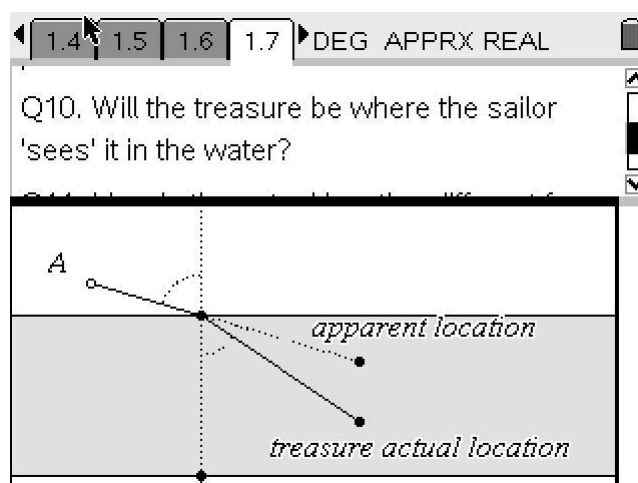 1.4 1.5 1.6 1.7 DEG APPRX REAL
Q10. Will the treasure be where the sailor
'sees' it in the water?
A
apparent location
treasure actual location